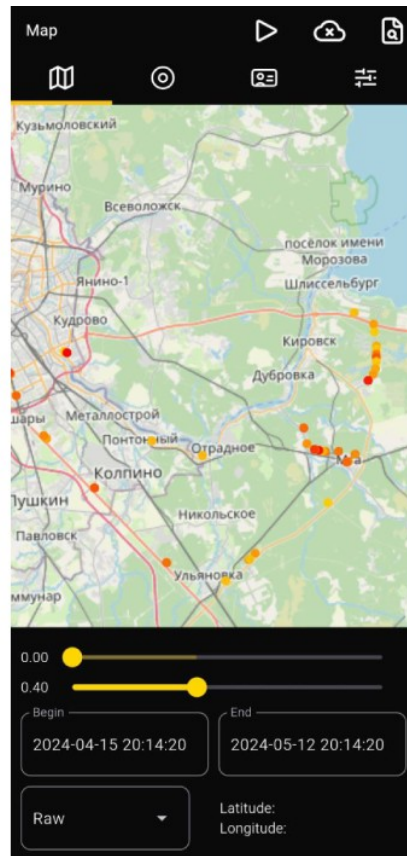 Map
Кузьмоловский
Мурино
Всеволожск
посёлок имени
Морозова
Янино-1
Шлиссельбург
Кудрово
Кировск
Дубровка
шары
Металлострой
Понтонный
Отрадное
Мга
Колпино
Пушкин
Никольское
Павловск
Ульяновка
ммунар
0.00
0.40
Begin
2024-04-15 20:14:20
End
2024-05-12 20:14:20
Raw
Latitude:
Longitude: